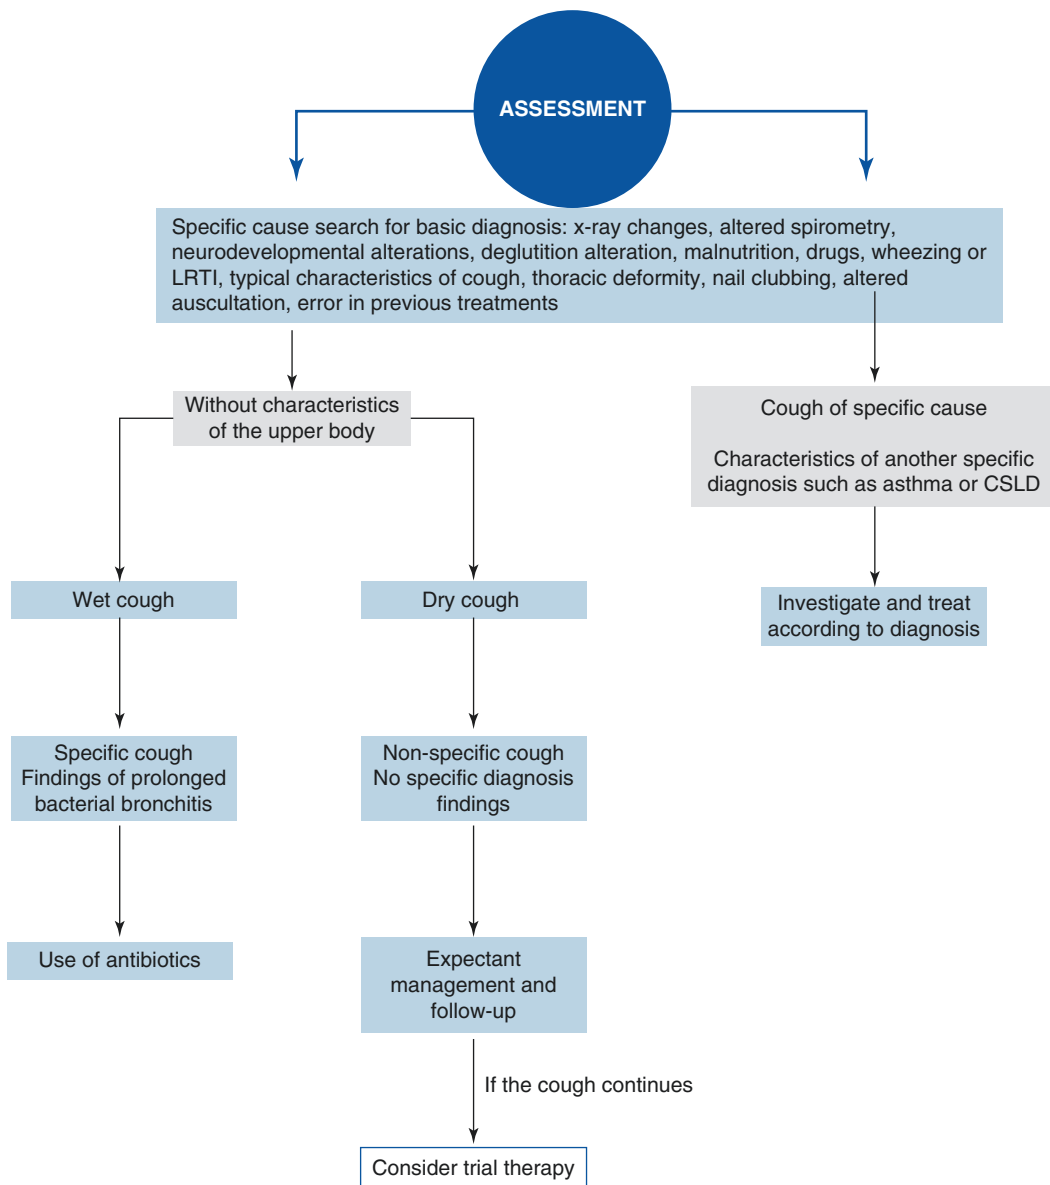 ASSESSMENT
Specific cause search for basic diagnosis: x-ray changes, altered spirometry,
neurodevelopmental alterations, deglutition alteration, malnutrition, drugs, wheezing or
LRTI, typical characteristics of cough, thoracic deformity, nail clubbing, altered
auscultation, error in previous treatments
Without characteristics
of the upper body
Cough of specific cause
Characteristics of another specific
diagnosis such as asthma or CSLD
Wet cough
Dry cough
Investigate and treat
according to diagnosis
Specific cough
Findings of prolonged
bacterial bronchitis
Non-specific cough
No specific diagnosis
findings
Use of antibiotics
Expectant
management and
follow-up
If the cough continues
Consider trial therapy